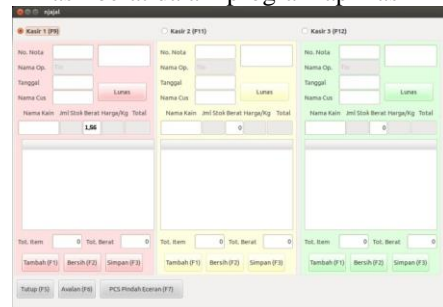 njajal
Kasir 1 (F9) Kasir 2 (F11) Kasir 3 (F12)
No. Nota No. Nota No. Nota
Nama Op. Nama Op. Nama Op.
Tanggal Tanggal Tanggal
Lunas Lunas Lunas
Nama Cus Nama Cus Nama Cus
Nama Kain Jml Stok Berat Harga/Kg Total Nama Kain Jml Stok Berat Harga/Kg Total Nama Kain Jml Stok Berat Harga/Kg Total
1,56 0 0
Tot. Item 0 Tot. Berat 0 Tot. Item 0 Tot. Berat 0 Tot. Item 0 Tot. Berat 0
Tambah (F1) Bersih (F2) Simpan (F3) Tambah (F1) Bersih (F2) Simpan (F3) Tambah (F1) Bersih (F2) Simpan (F3)
Tutup (F5) Avalan (F6) PCS Pindah Eceran (F7)